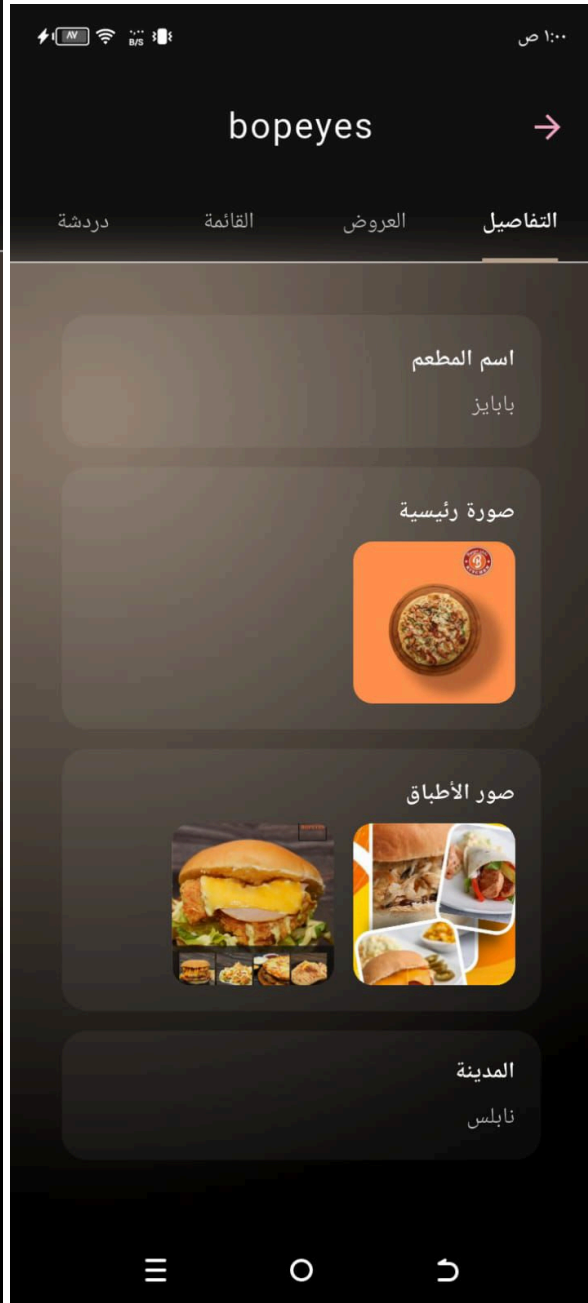 ١:٠٠ ص
B/S
bopeyes
التفاصيل
العروض
القائمة
دردشة
اسم المطعم
بابايز
صورة رئيسية
صور الأطباق
المدينة
نابلس